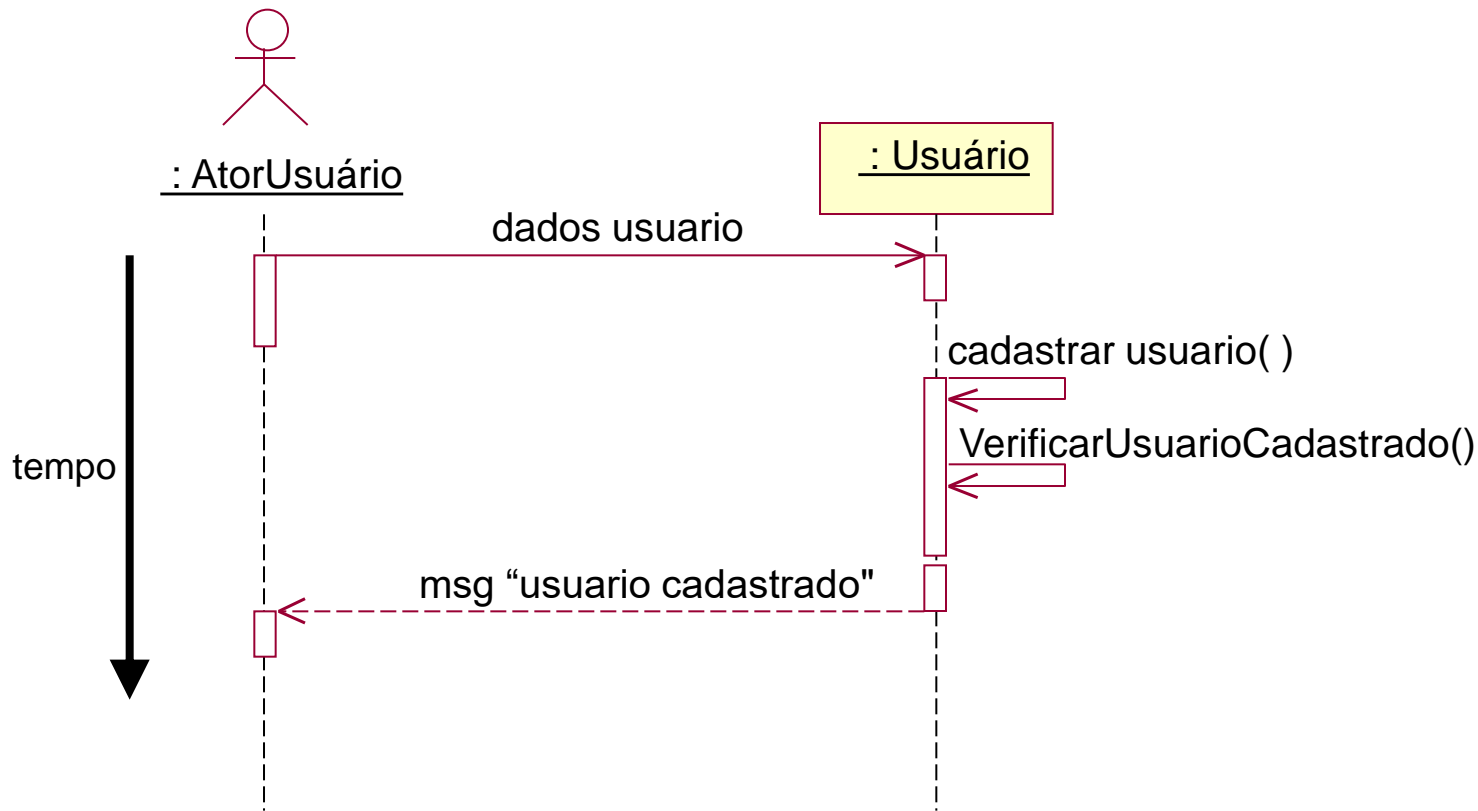 : AtorUsuário
: Usuário
dados usuario
cadastrar usuario( )
VerificarUsuarioCadastrado()
tempo
msg “usuario cadastrado"